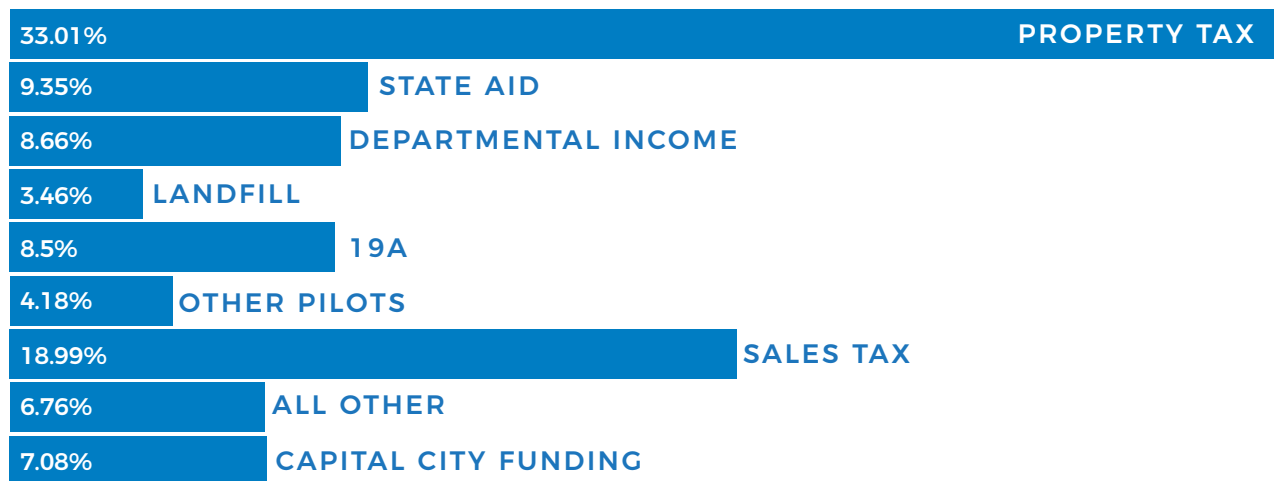 33.01% PROPERTY TAX
9.35% STATE AID
8.66% DEPARTMENTAL INCOME
3.46% LANDFILL
8.5% 19A
4.18% OTHER PILOTS
18.99% SALES TAX
6.76% ALL OTHER
7.08% CAPITAL CITY FUNDING